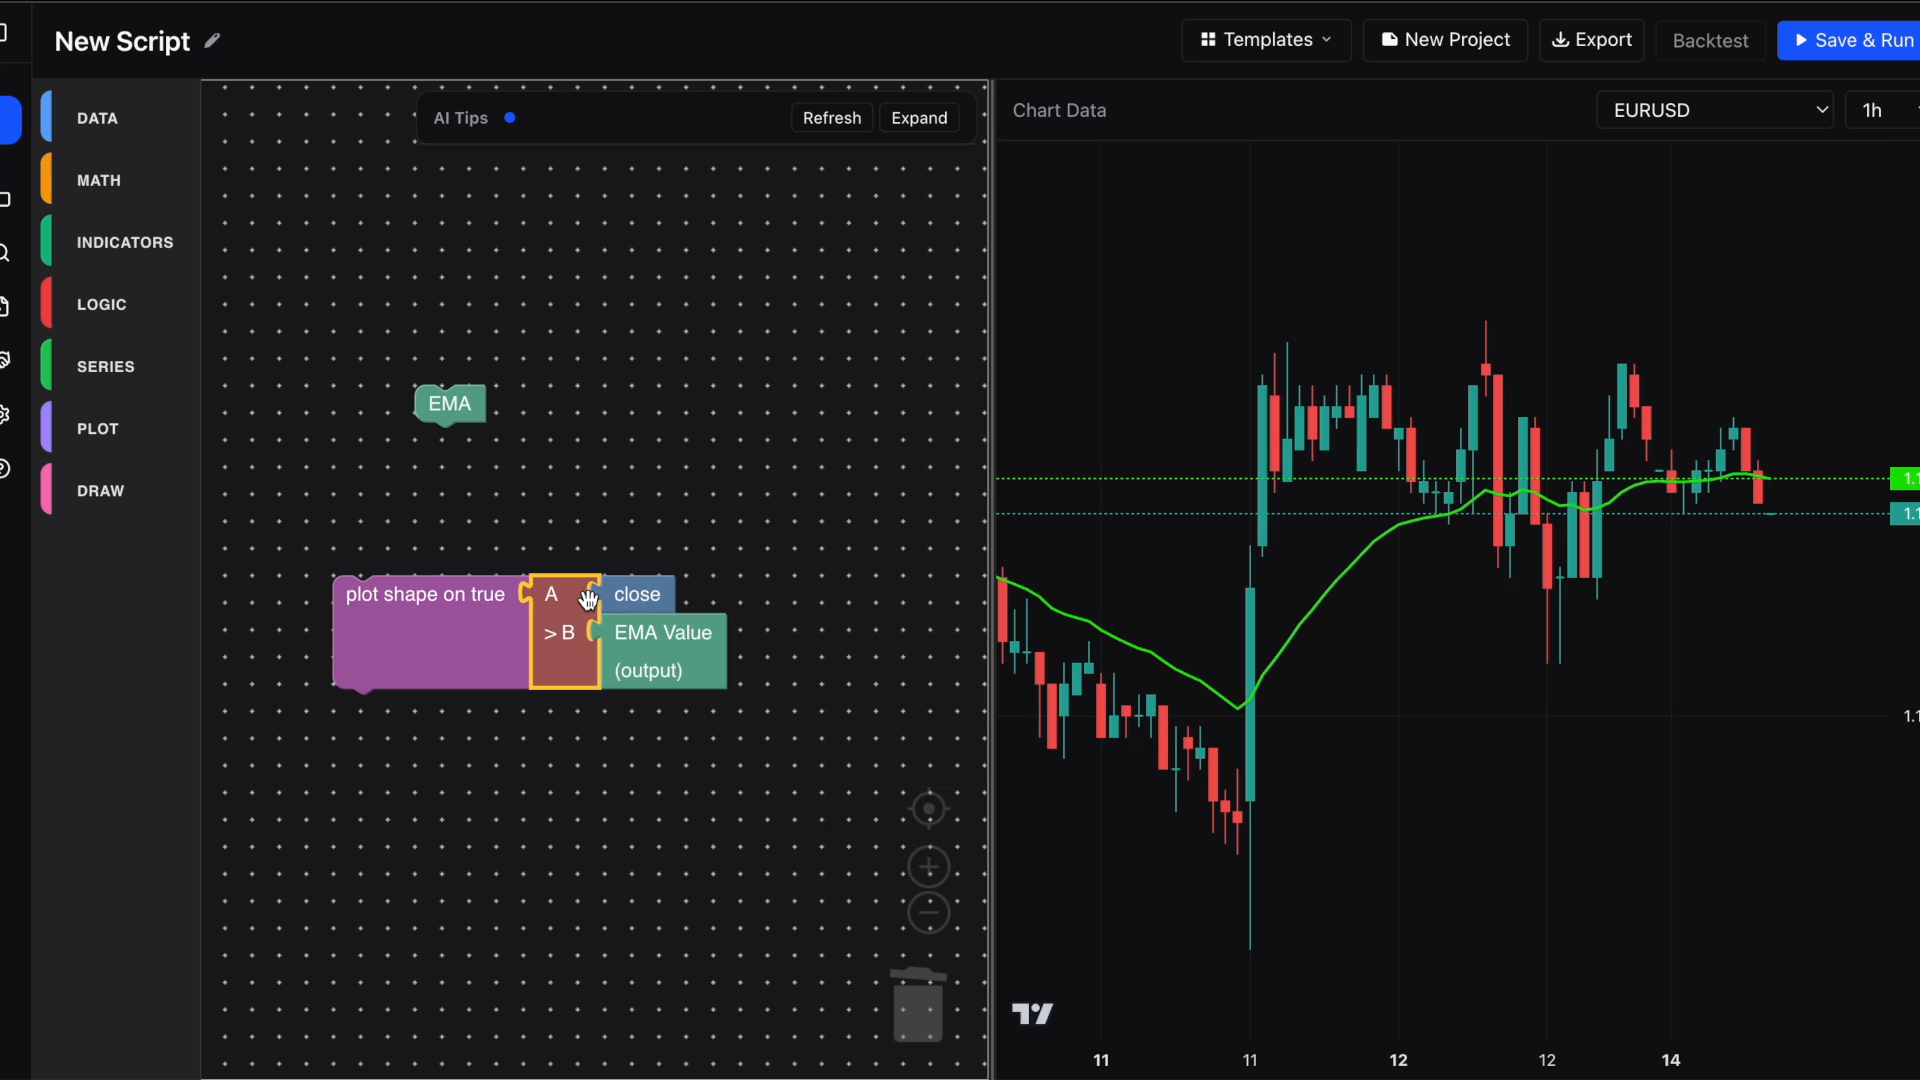 New Script
Templates
New Project
Export
Backtest
Save & Run
DATA
MATH
INDICATORS
LOGIC
SERIES
PLOT
DRAW
AI Tips
Refresh
Expand
EMA
plot shape on true
A
close
> B
EMA Value
(output)
Chart Data
EURUSD
1h
11
11
12
12
14